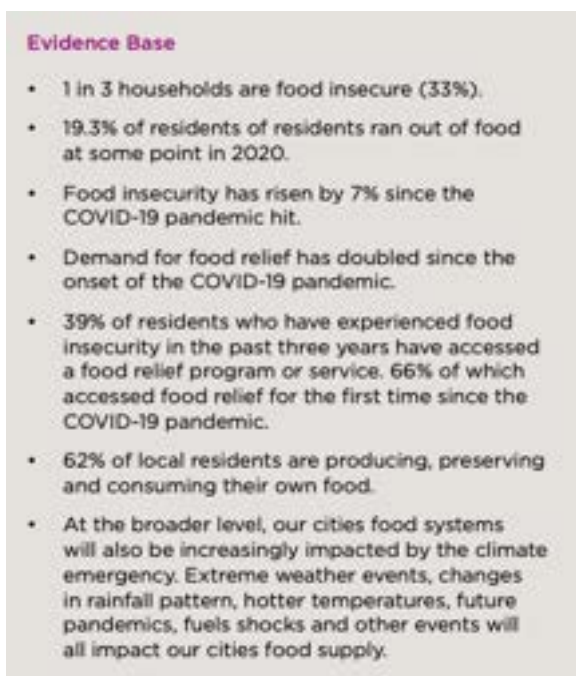 Evidence Base
• 1 in 3 households are food insecure (33%).
• 19.3% of residents of residents ran out of food
at some point in 2020.
• Food insecurity has risen by 7% since the
COVID-19 pandemic hit.
• Demand for food relief has doubled since the
onset of the COVID-19 pandemic.
• 39% of residents who have experienced food
insecurity in the past three years have accessed
a food relief program or service. 66% of which
accessed food relief for the first time since the
COVID-19 pandemic.
• 62% of local residents are producing, preserving
and consuming their own food.
• At the broader level, our cities food systems
will also be increasingly impacted by the climate
emergency. Extreme weather events, changes
in rainfall pattern, hotter temperatures, future
pandemics, fuels shocks and other events will
all impact our cities food supply.